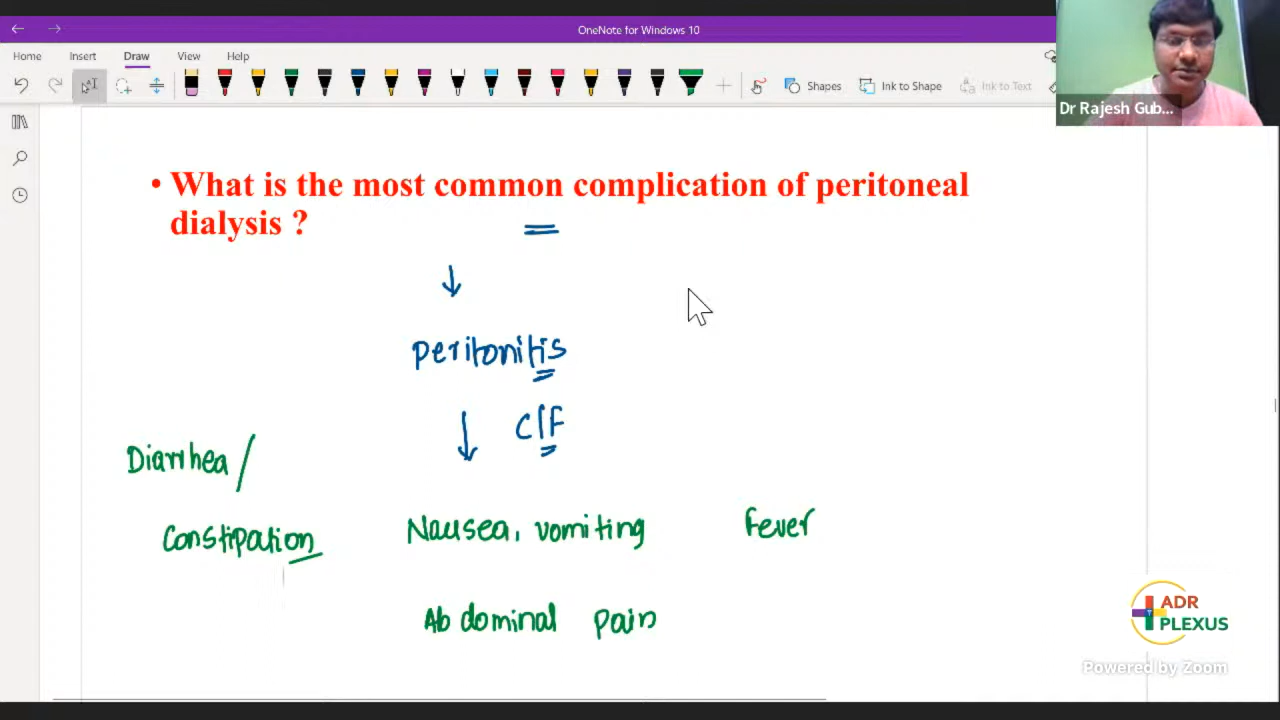 OneNote for Windows 10
Home Insert Draw View Help
Shapes Ink to Shape Ink to Text
Dr Rajesh Gub...
• What is the most common complication of peritoneal
dialysis ?
↓
peritonitis
↓ C/F
Diarrhea /
Constipation
Nausea, vomiting
Fever
Abdominal pain
ADR
PLEXUS
Powered by Zoom